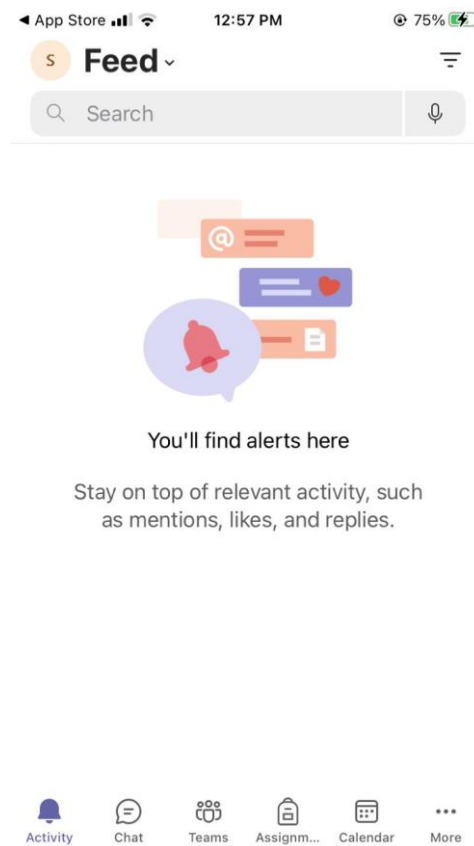 ◀ App Store 12:57 PM 75%
S Feed
Search
@
You'll find alerts here
Stay on top of relevant activity, such
as mentions, likes, and replies.
Activity Chat Teams Assignm... Calendar More